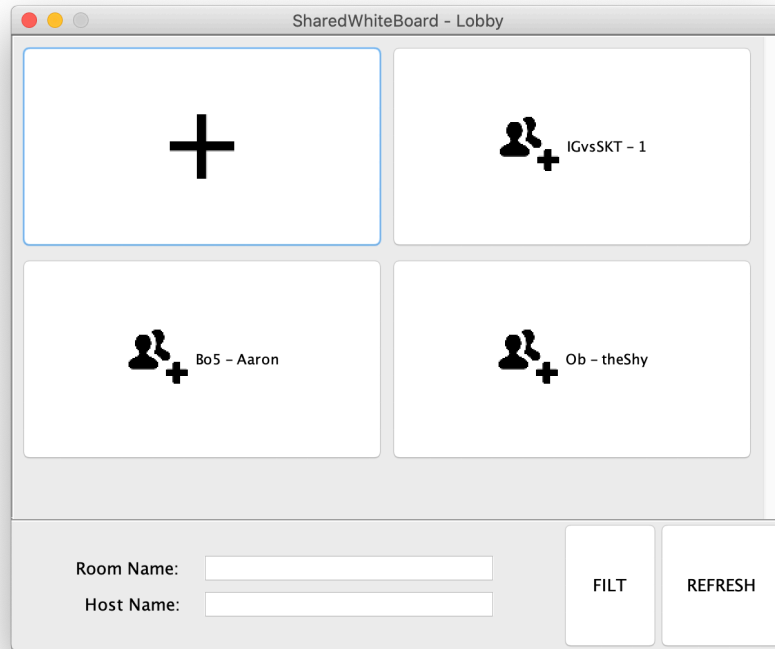 SharedWhiteBoard - Lobby
IGvsSKT - 1
Bo5 - Aaron
Ob - theShy
Room Name:
Host Name:
FILT
REFRESH